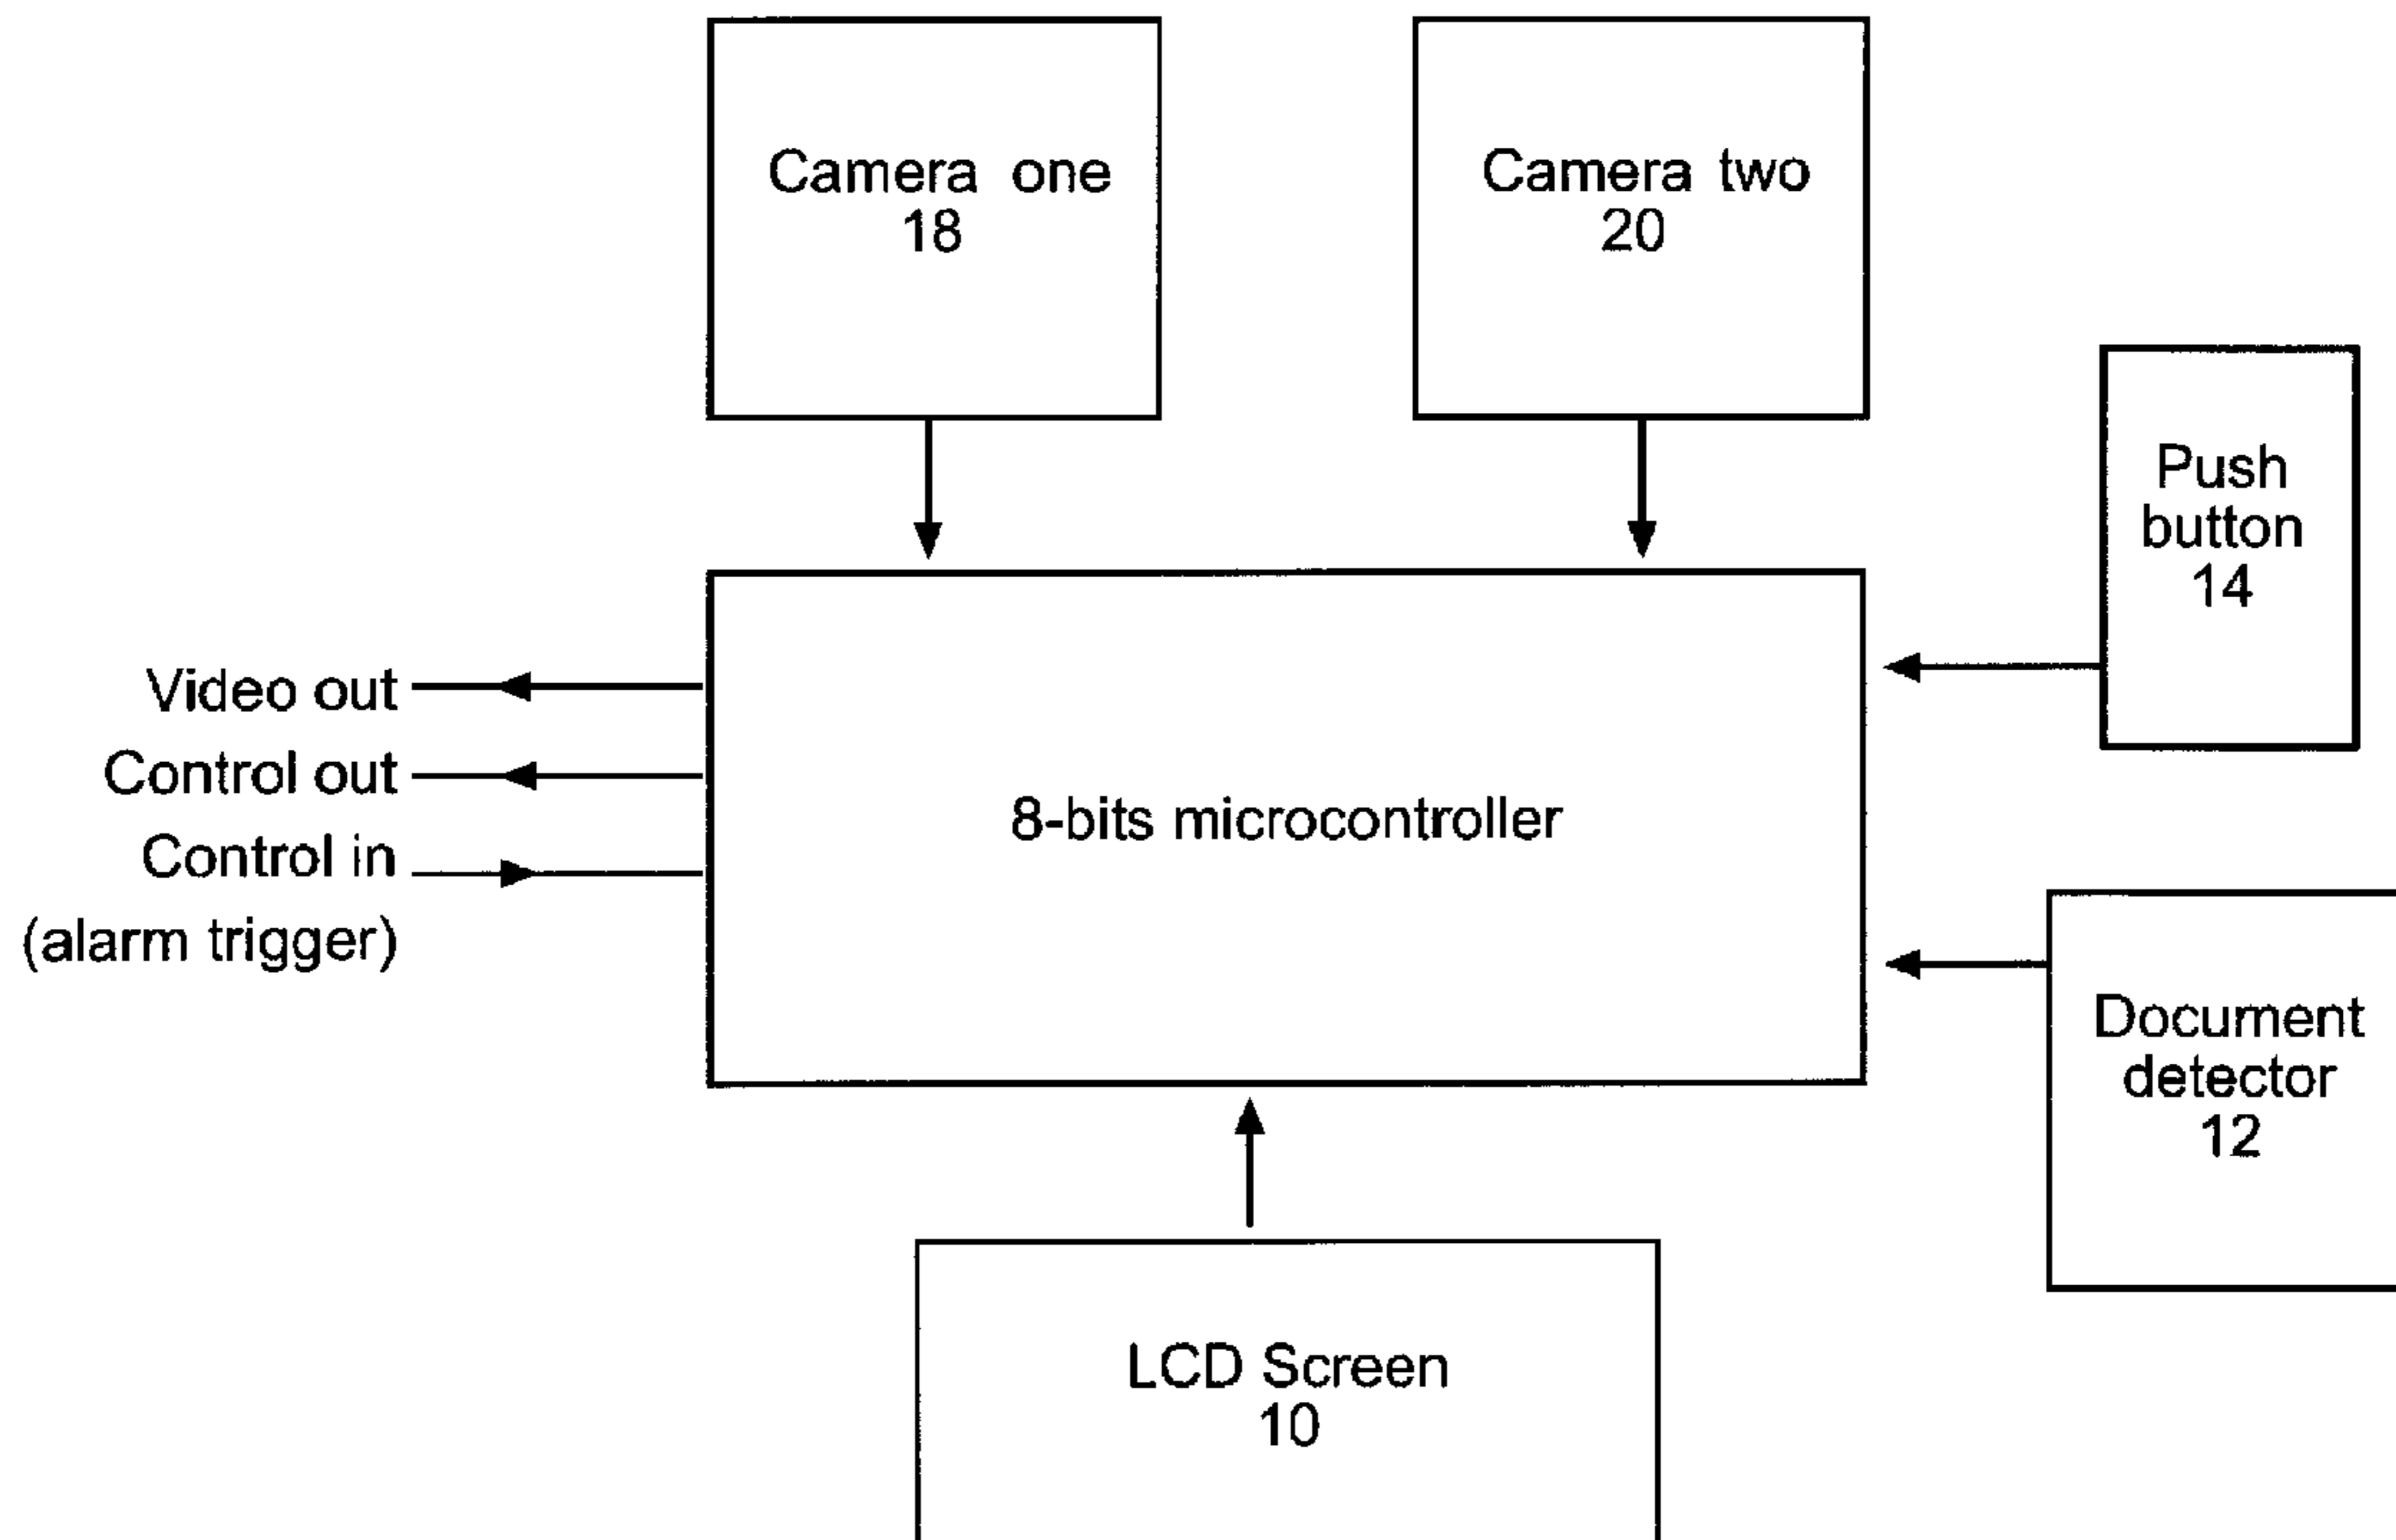 Camera one
18
Camera two
20
Push
button
14
Video out
Control out
Control in
(alarm trigger)
8-bits microcontroller
Document
detector
12
LCD Screen
10